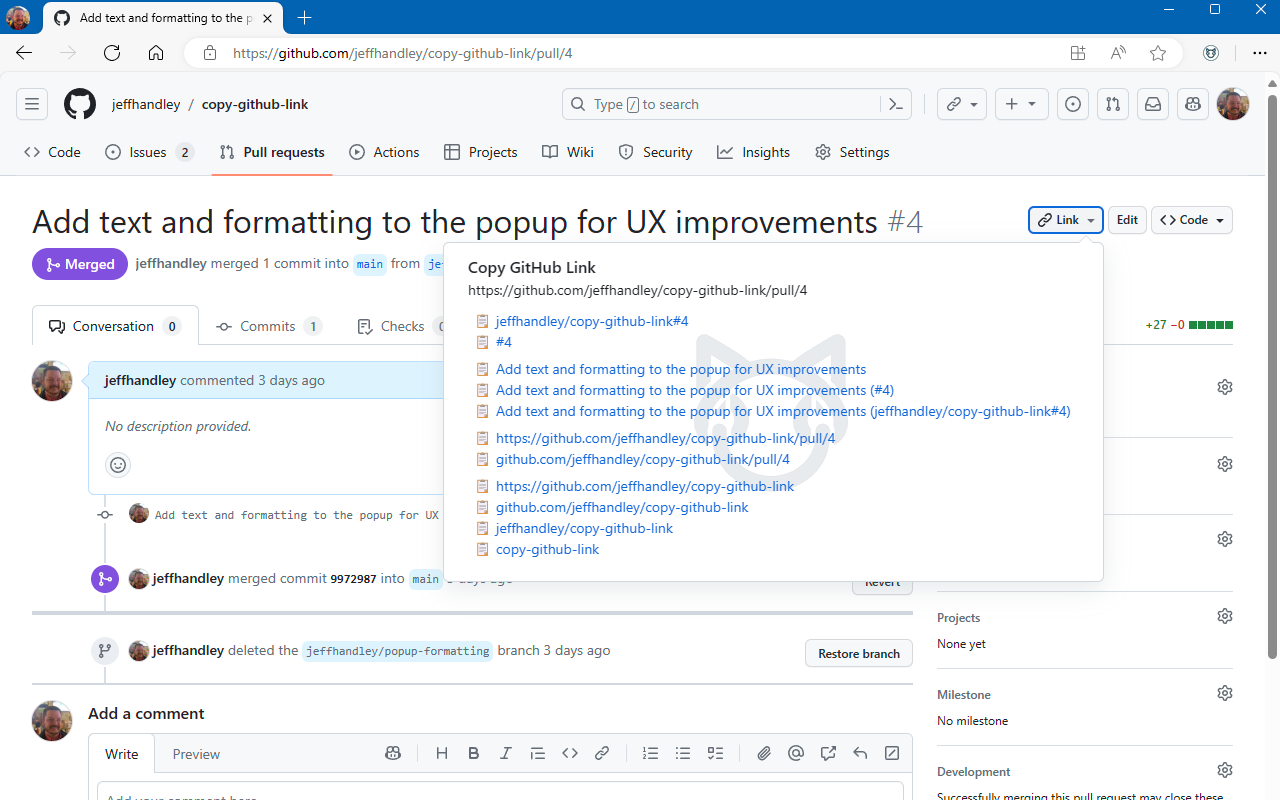 Add text and formatting to the p
https://github.com/jeffhandley/copy-github-link/pull/4
jeffhandley / copy-github-link
Type / to search
Code
Issues 2
Pull requests
Actions
Projects
Wiki
Security
Insights
Settings
Add text and formatting to the popup for UX improvements #4
Link
Edit
Code
Merged
jeffhandley merged 1 commit into main from je
Copy GitHub Link
https://github.com/jeffhandley/copy-github-link/pull/4
jeffhandley/copy-github-link#4
#4
Add text and formatting to the popup for UX improvements
Add text and formatting to the popup for UX improvements (#4)
Add text and formatting to the popup for UX improvements (jeffhandley/copy-github-link#4)
https://github.com/jeffhandley/copy-github-link/pull/4
github.com/jeffhandley/copy-github-link/pull/4
https://github.com/jeffhandley/copy-github-link
github.com/jeffhandley/copy-github-link
jeffhandley/copy-github-link
copy-github-link
Conversation 0
Commits 1
Checks 0
+27 −0
jeffhandley commented 3 days ago
No description provided.
Add text and formatting to the popup for UX
jeffhandley merged commit 9972987 into main 3 days ago
Revert
jeffhandley deleted the jeffhandley/popup-formatting branch 3 days ago
Restore branch
Projects
None yet
Milestone
No milestone
Development
Successfully merging this pull request may close these
Add a comment
Write
Preview
Add your comment here